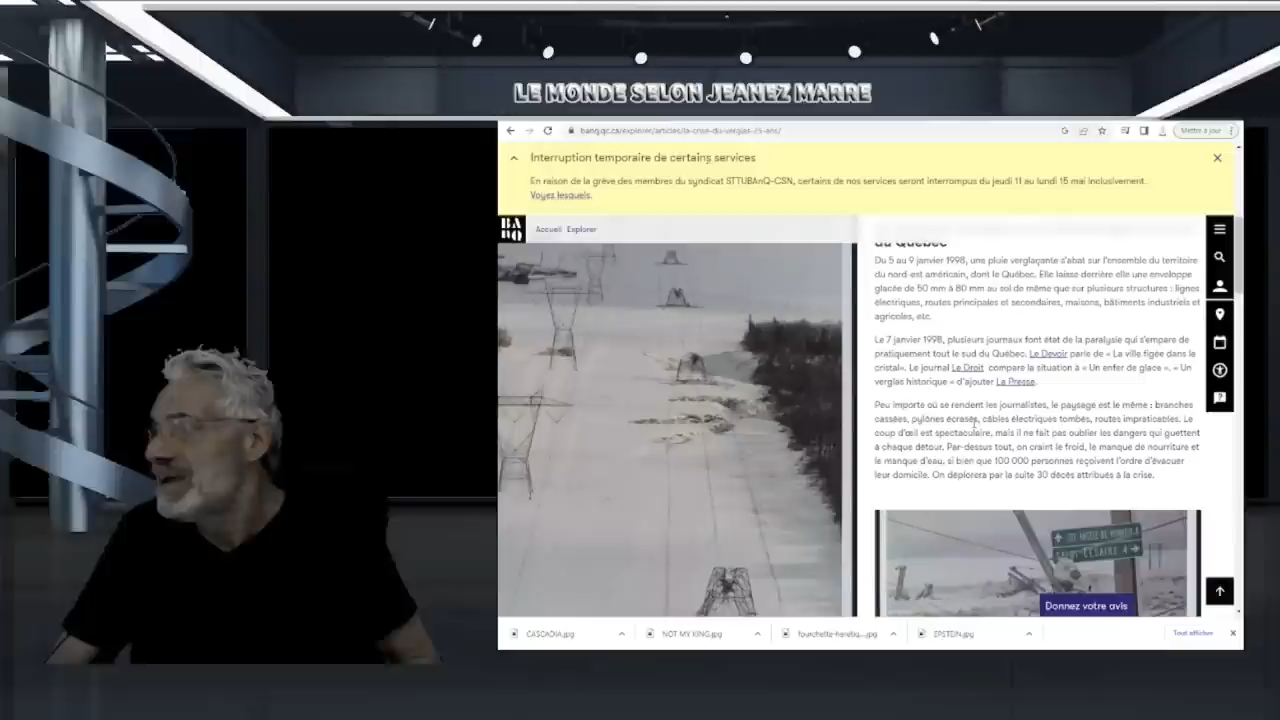 LE MONDE SELON JEANEZ MARRE
banq.qc.ca/explorer/articles/la-crise-du-verglas-25-ans/
Mettre à jour
Interruption temporaire de certains services
En raison de la grève des membres du syndicat STTUBAnQ-CSN, certains de nos services seront interrompus du jeudi 11 au lundi 15 mai inclusivement.
Voyez lesquels.
BA
NQ
Accueil Explorer
du Québec
Du 5 au 9 janvier 1998, une pluie verglaçante s'abat sur l'ensemble du territoire
du nord-est américain, dont le Québec. Elle laisse derrière elle une enveloppe
glacée de 50 mm à 80 mm au sol de même que sur plusieurs structures : lignes
électriques, routes principales et secondaires, maisons, bâtiments industriels et
agricoles, etc.
Le 7 janvier 1998, plusieurs journaux font état de la paralysie qui s'empare de
pratiquement tout le sud du Québec. Le Devoir parle de « La ville figée dans le
cristal». Le journal Le Droit compare la situation à « Un enfer de glace ». « Un
verglas historique » d'ajouter La Presse.
Peu importe où se rendent les journalistes, le paysage est le même : branches
cassées, pylônes écrasés, câbles électriques tombés, routes impraticables. Le
coup d'œil est spectaculaire, mais il ne fait pas oublier les dangers qui guettent
à chaque détour. Par-dessus tout, on craint le froid, le manque de nourriture et
le manque d'eau, si bien que 100 000 personnes reçoivent l'ordre d'évacuer
leur domicile. On déplorera par la suite 30 décès attribués à la crise.
SAINT CÉSAIRE 4
Donnez votre avis
CASCADIA.jpg
NOT MY KING.jpg
fourchette-heretiq....jpg
EPSTEIN.jpg
Tout afficher